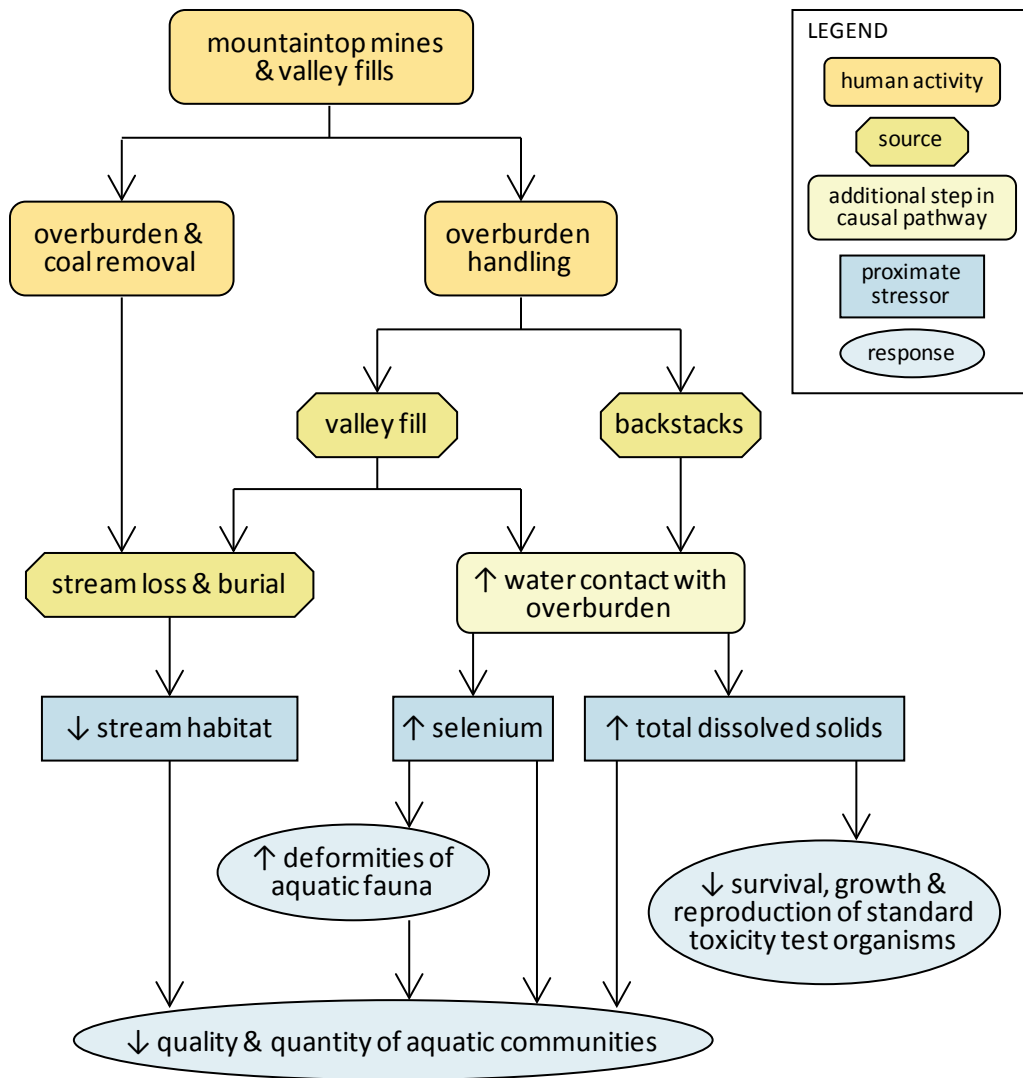 mountaintop mines
& valley fills
overburden &
coal removal
overburden
handling
valley fill
backstacks
stream loss & burial
↑ water contact with
overburden
↓ stream habitat
↑ selenium
↑ total dissolved solids
↑ deformities of
aquatic fauna
↓ survival, growth &
reproduction of standard
toxicity test organisms
↓ quality & quantity of aquatic communities
LEGEND
human activity
source
additional step in
causal pathway
proximate
stressor
response